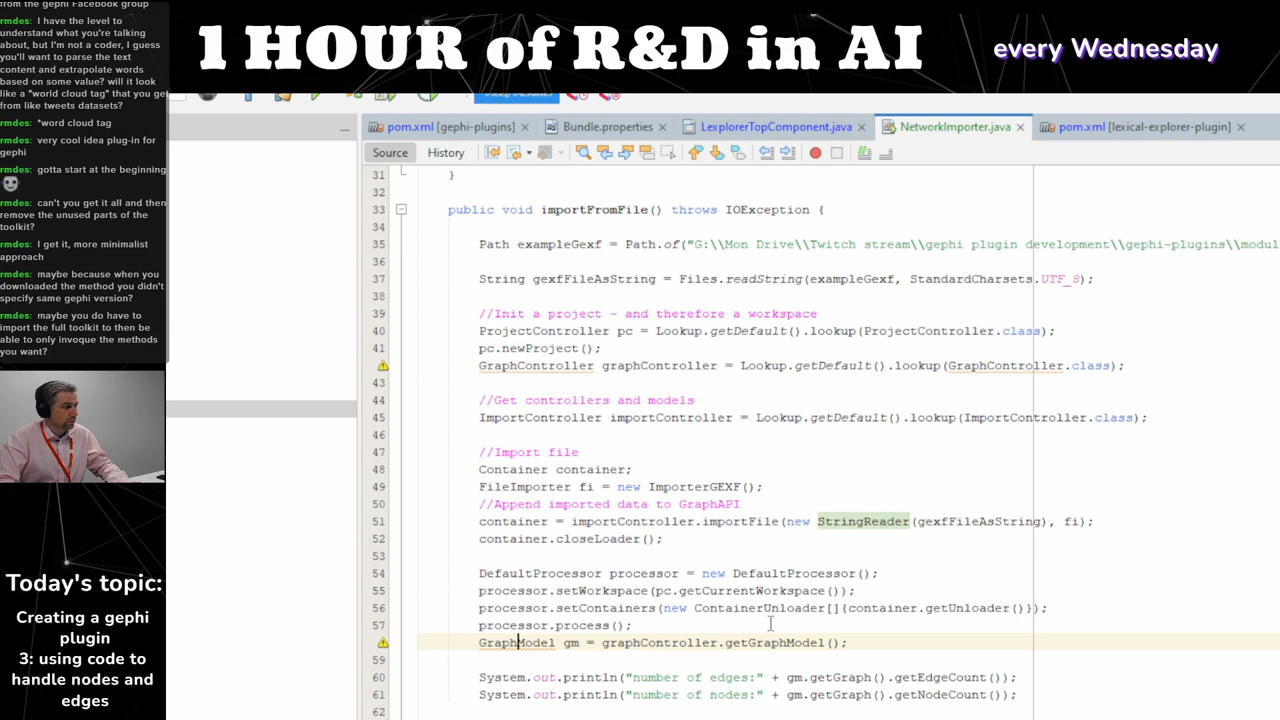 from the gephi Facebook group
rmdes: I have the level to
understand what you're talking
about, but I'm not a coder, I guess
you'll want to parse the text
content and extrapolate words
based on some value? will it look
like a "world cloud tag" that you get
from like tweets datasets?
rmdes: *word cloud tag
rmdes: very cool idea plug-in for
gephi
rmdes: gotta start at the beginning
rmdes: can't you get it all and then
remove the unused parts of the
toolkit?
rmdes: I get it, more minimalist
approach
rmdes: maybe because when you
downloaded the method you didn't
specify same gephi version?
rmdes: maybe you do have to
import the full toolkit to then be
able to only invoque the methods
you want?
1 HOUR of R&D in AI
every Wednesday
pom.xml [gephi-plugins]
Bundle.properties
LexplorerTopComponent.java
NetworkImporter.java
pom.xml [lexical-explorer-plugin]
Source
History
31 }
32
33 public void importFromFile() throws IOException {
34
35 Path exampleGexf = Path.of("G:\\Mon Drive\\Twitch stream\\gephi plugin development\\gephi-plugins\\modul
36
37 String gexfFileAsString = Files.readString(exampleGexf, StandardCharsets.UTF_8);
38
39 //Init a project - and therefore a workspace
40 ProjectController pc = Lookup.getDefault().lookup(ProjectController.class);
41 pc.newProject();
GraphController graphController = Lookup.getDefault().lookup(GraphController.class);
43
44 //Get controllers and models
45 ImportController importController = Lookup.getDefault().lookup(ImportController.class);
46
47 //Import file
48 Container container;
49 FileImporter fi = new ImporterGEXF();
50 //Append imported data to GraphAPI
51 container = importController.importFile(new StringReader(gexfFileAsString), fi);
52 container.closeLoader();
53
54 DefaultProcessor processor = new DefaultProcessor();
55 processor.setWorkspace(pc.getCurrentWorkspace());
56 processor.setContainers(new ContainerUnloader[]{container.getUnloader()});
57 processor.process();
GraphModel gm = graphController.getGraphModel();
59
60 System.out.println("number of edges:" + gm.getGraph().getEdgeCount());
61 System.out.println("number of nodes:" + gm.getGraph().getNodeCount());
62
Today's topic:
Creating a gephi
plugin
3: using code to
handle nodes and
edges